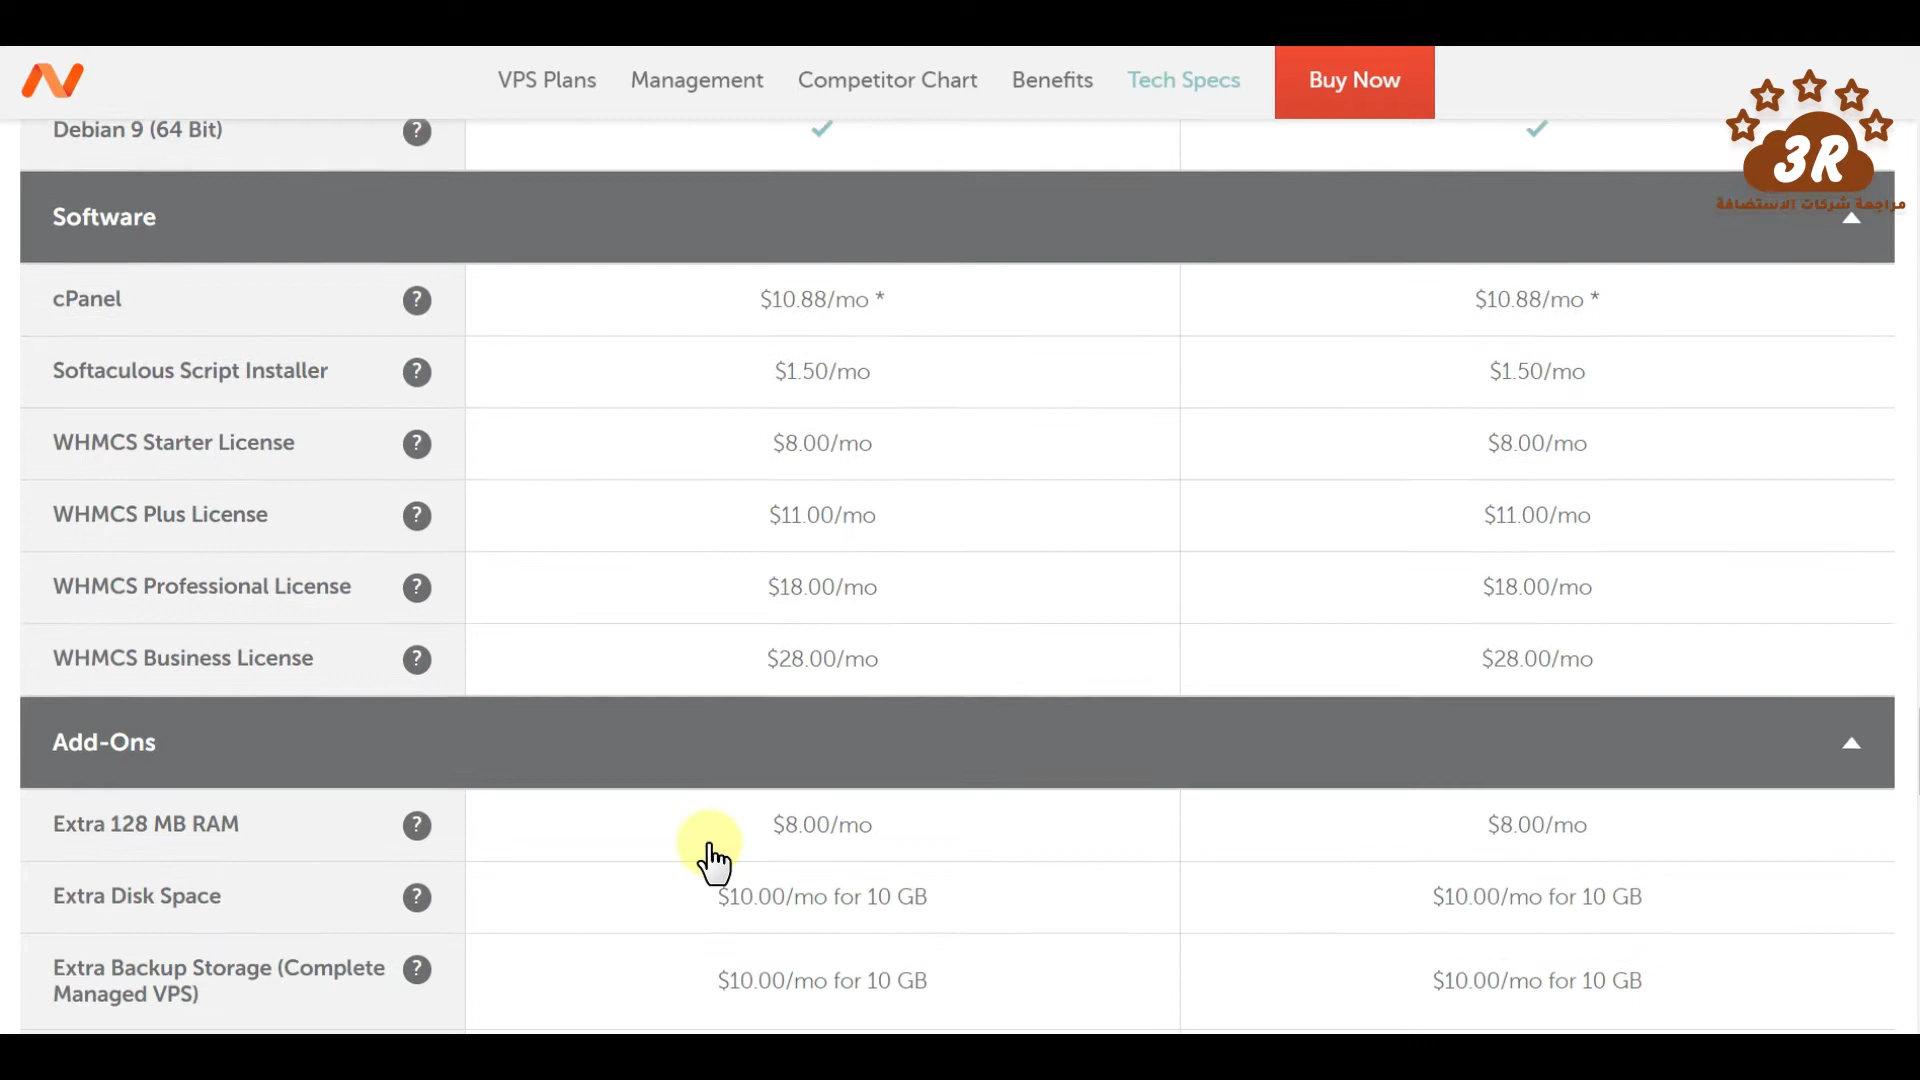 VPS Plans Management Competitor Chart Benefits Tech Specs Buy Now
3R
مراجعة شركات الاستضافة
Debian 9 (64 Bit) ?
Software
cPanel ? $10.88/mo * $10.88/mo *
Softaculous Script Installer ? $1.50/mo $1.50/mo
WHMCS Starter License ? $8.00/mo $8.00/mo
WHMCS Plus License ? $11.00/mo $11.00/mo
WHMCS Professional License ? $18.00/mo $18.00/mo
WHMCS Business License ? $28.00/mo $28.00/mo
Add-Ons
Extra 128 MB RAM ? $8.00/mo $8.00/mo
Extra Disk Space ? $10.00/mo for 10 GB $10.00/mo for 10 GB
Extra Backup Storage (Complete ? $10.00/mo for 10 GB $10.00/mo for 10 GB
Managed VPS)